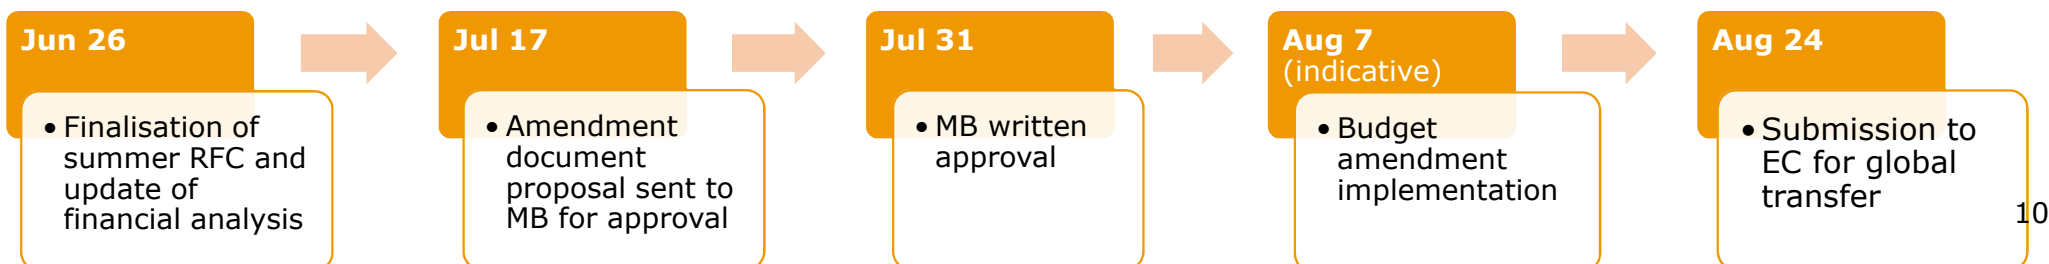 Jun 26
• Finalisation of
summer RFC and
update of
financial analysis
Jul 17
• Amendment
document
proposal sent to
MB for approval
Jul 31
• MB written
approval
Aug 7
(indicative)
• Budget
amendment
implementation
Aug 24
• Submission to
EC for global
transfer
10